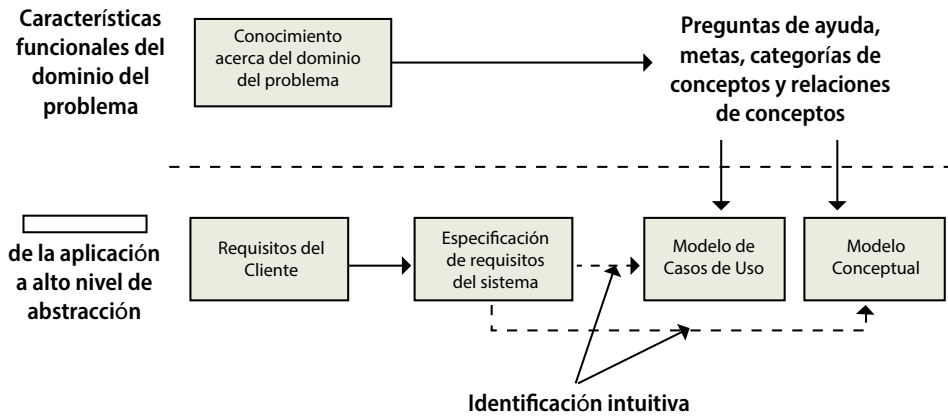 Características
funcionales del
dominio del
problema
Conocimiento
acerca del dominio
del problema
Preguntas de ayuda,
metas, categorías de
conceptos y relaciones
de conceptos
de la aplicación
a alto nivel de
abstracción
Requisitos del
Cliente
Especificación
de requisitos
del sistema
Modelo de
Casos de Uso
Modelo
Conceptual
Identificación intuitiva